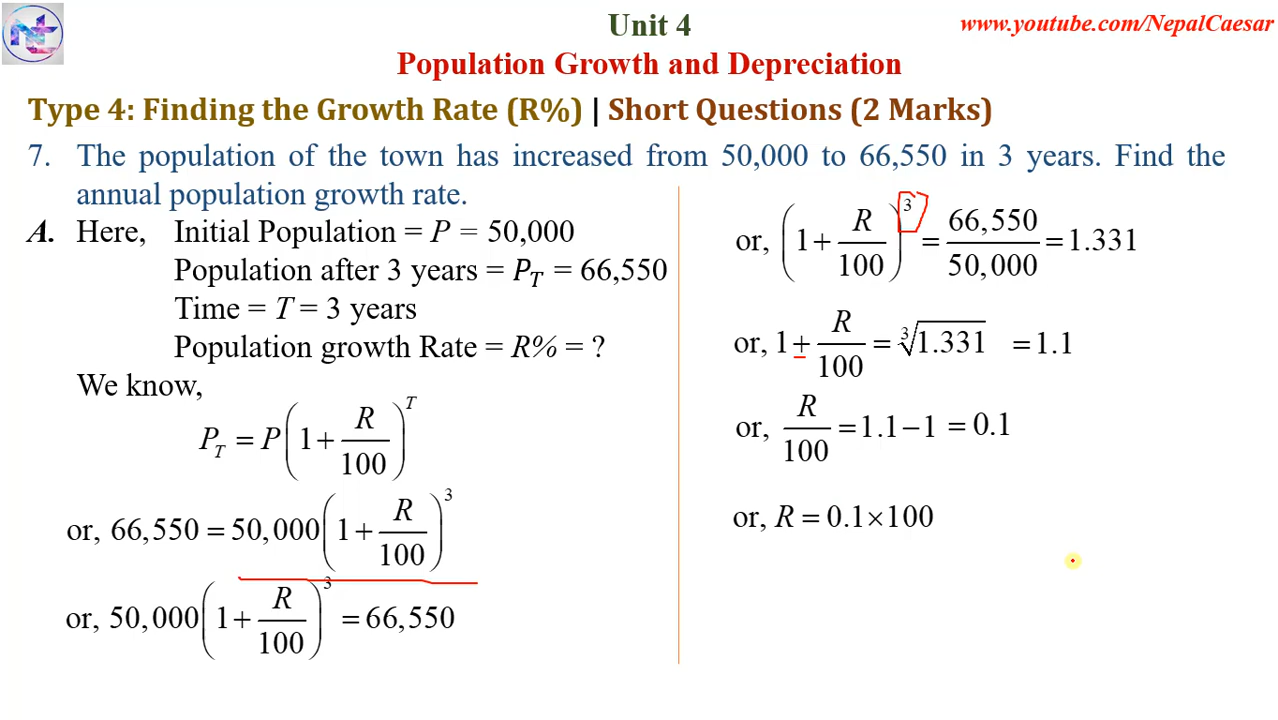 Unit 4
www.youtube.com/NepalCaesar
Population Growth and Depreciation
Type 4: Finding the Growth Rate (R%) | Short Questions (2 Marks)
7. The population of the town has increased from 50,000 to 66,550 in 3 years. Find the
annual population growth rate.
A. Here, Initial Population = P = 50,000
Population after 3 years = P_T = 66,550
Time = T = 3 years
Population growth Rate = R% = ?
We know,
P_T = P(1 + R/100)^T
or, 66,550 = 50,000(1 + R/100)^3
or, 50,000(1 + R/100)^3 = 66,550
or, (1 + R/100)^3 = 66,550/50,000 = 1.331
or, 1 + R/100 = ∛1.331 = 1.1
or, R/100 = 1.1 − 1 = 0.1
or, R = 0.1 × 100